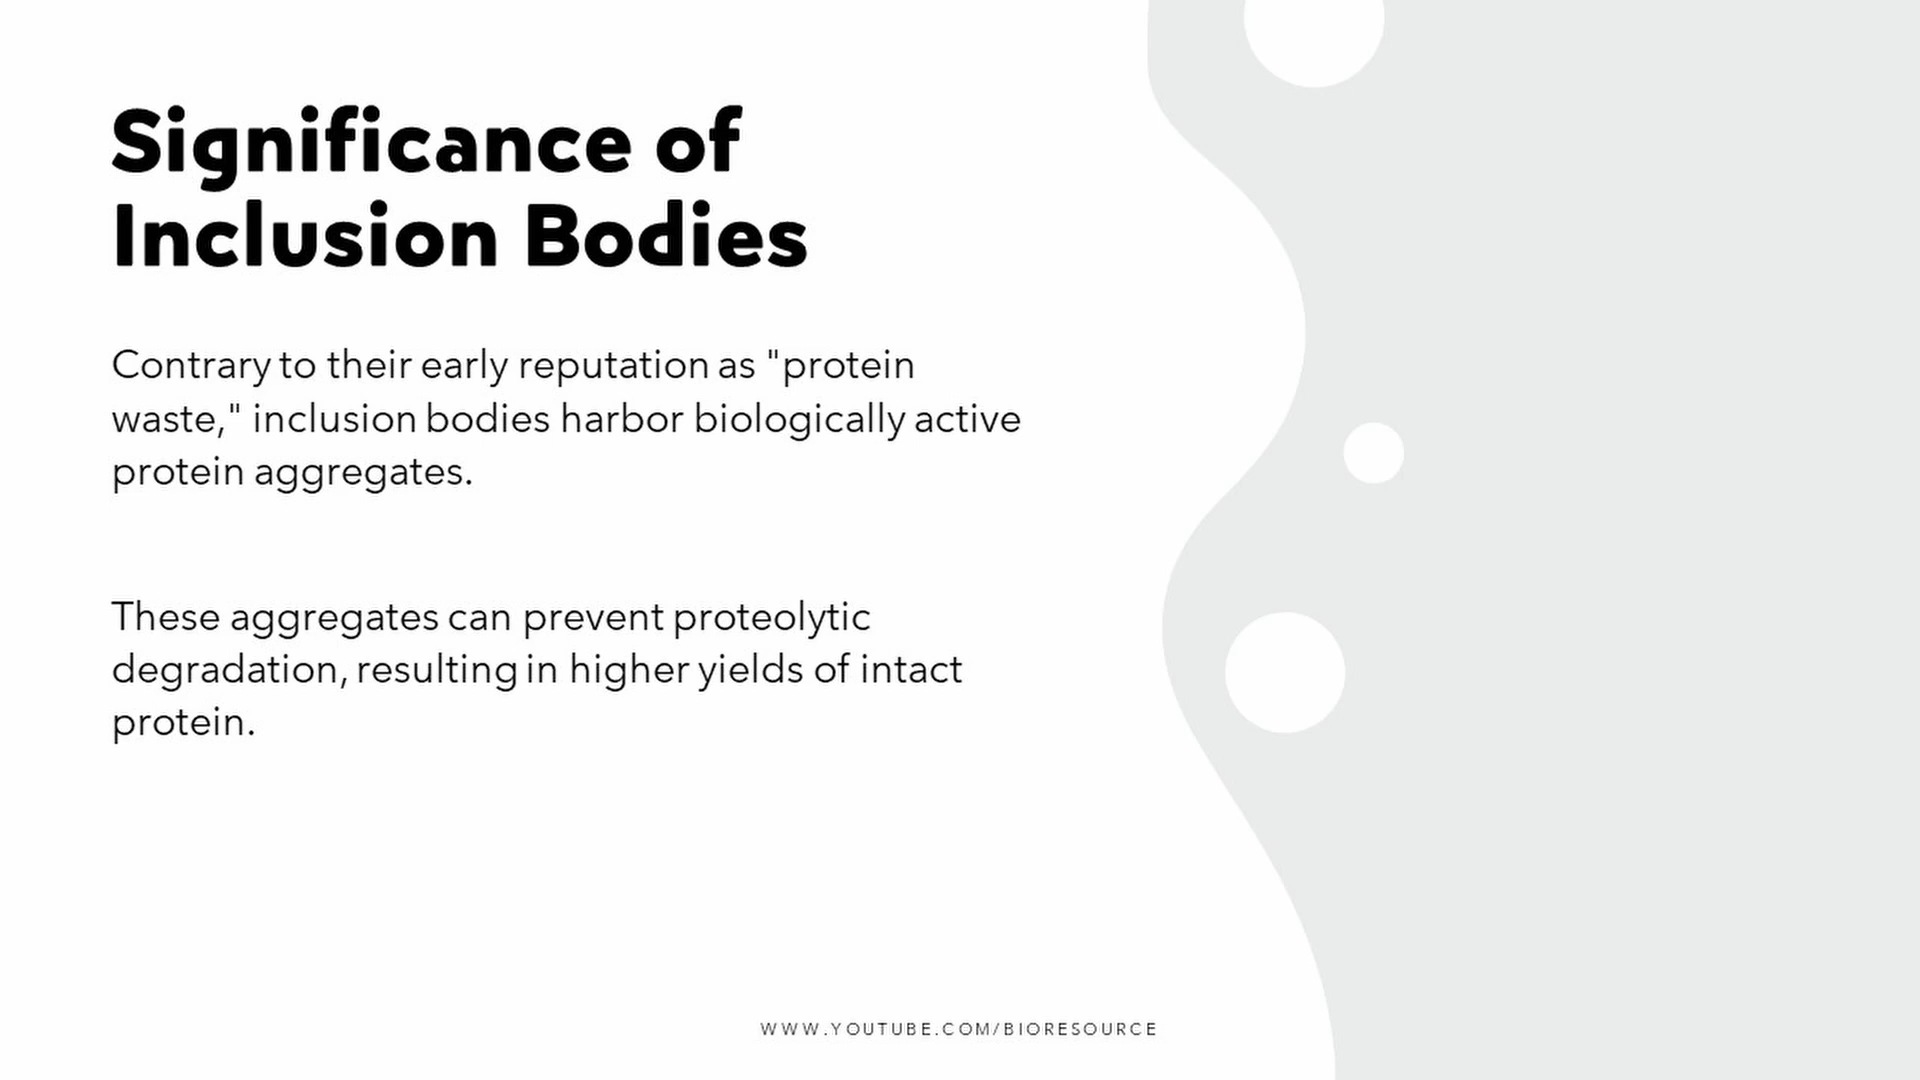 Significance of
Inclusion Bodies
Contrary to their early reputation as "protein
waste," inclusion bodies harbor biologically active
protein aggregates.
These aggregates can prevent proteolytic
degradation, resulting in higher yields of intact
protein.
WWW.YOUTUBE.COM/BIORESOURCE